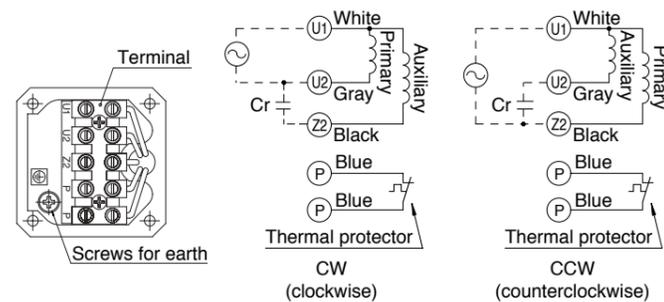 Terminal
U1
U2
Z2
P
P
Screws for earth
U1
White
Primary
Auxiliary
U2
Gray
Cr
Z2
Black
P
Blue
P
Blue
Thermal protector
CW
(clockwise)
U1
White
Auxiliary
Primary
U2
Gray
Cr
Z2
Black
P
Blue
P
Blue
Thermal protector
CCW
(counterclockwise)